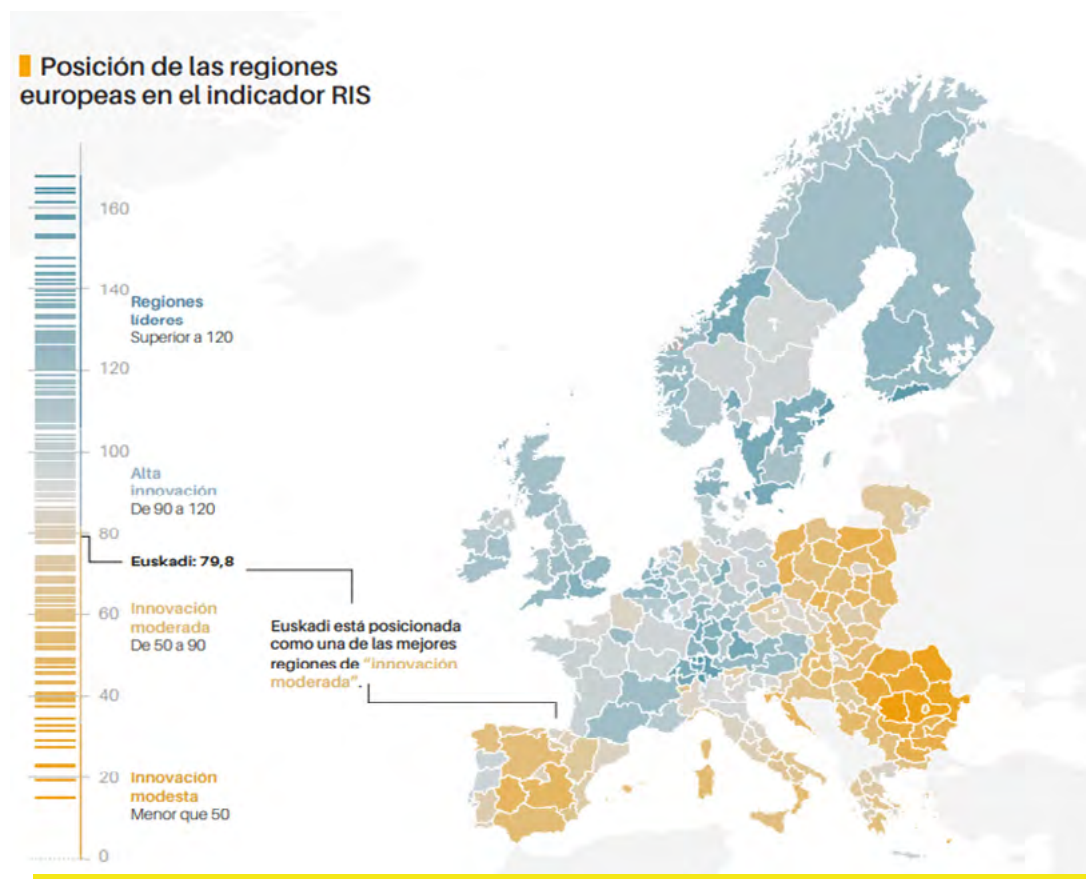 Posición de las regiones
europeas en el indicador RIS
160
140
Regiones
líderes
Superior a 120
120
100
Alta
innovación
De 90 a 120
80
Euskadi: 79,8
60
Innovación
moderada
De 50 a 90
Euskadi está posicionada
como una de las mejores
regiones de “innovación
moderada”.
40
20
Innovación
modesta
Menor que 50
0